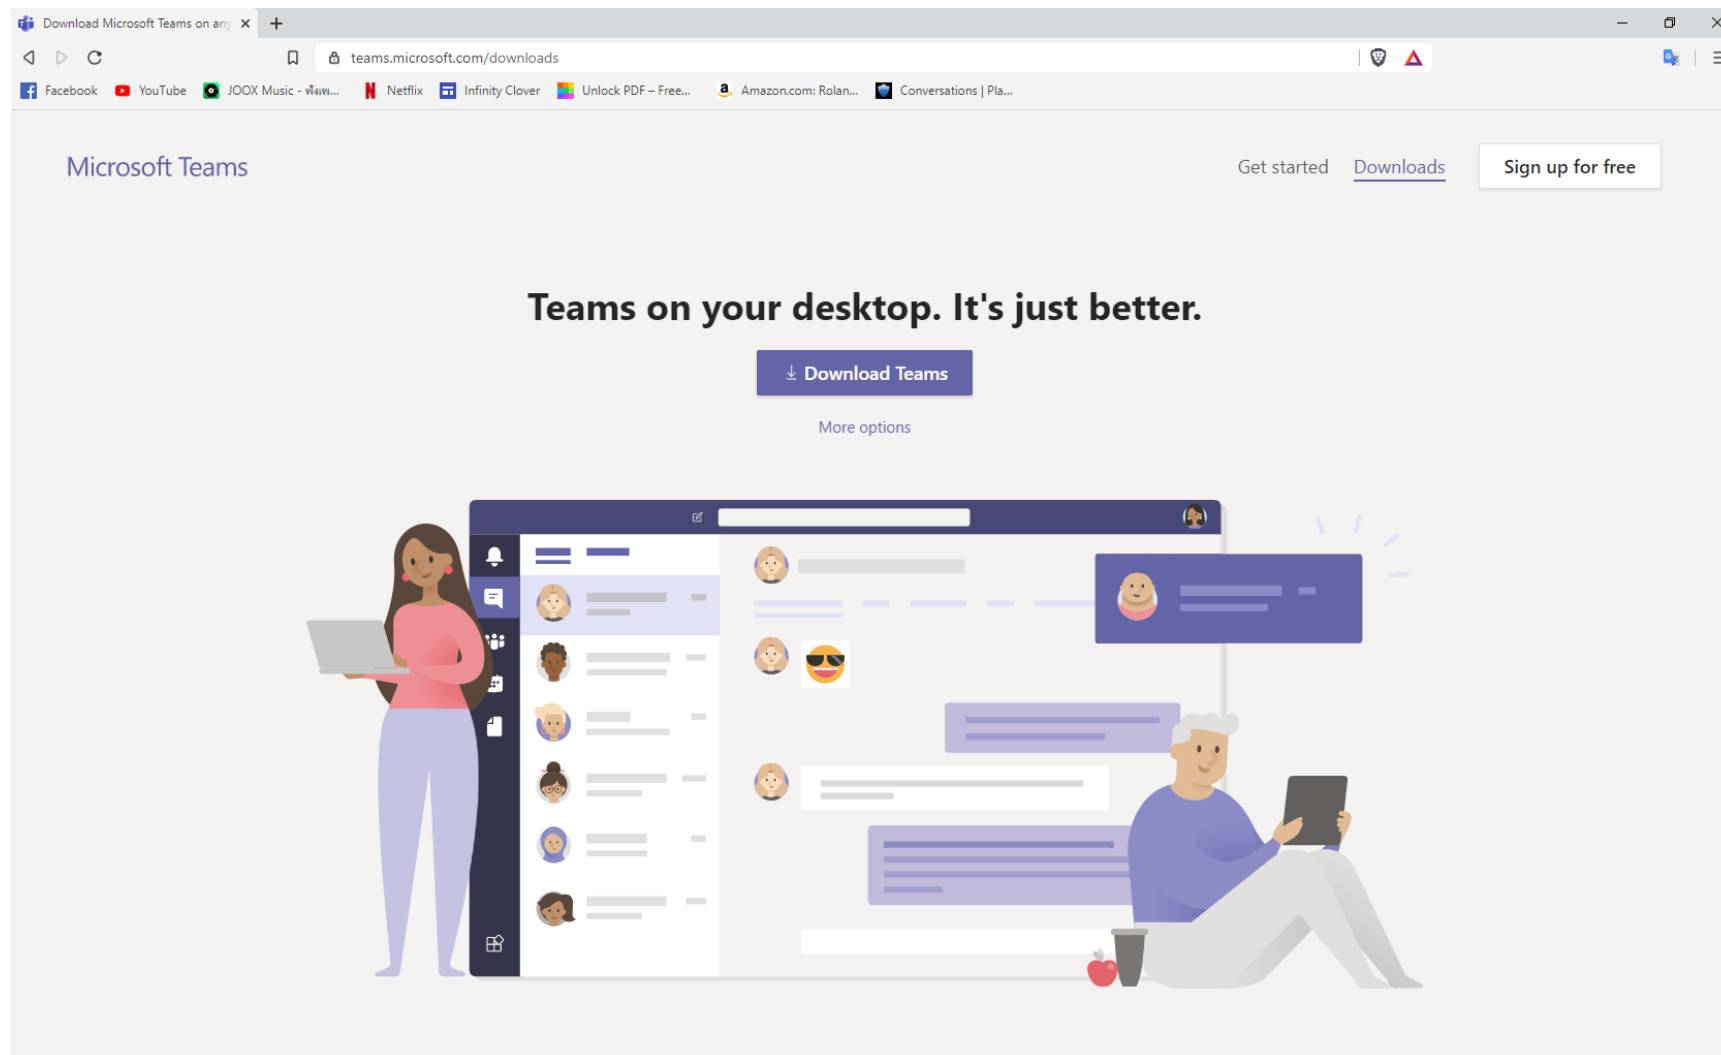 Download Microsoft Teams on any
teams.microsoft.com/downloads
Facebook YouTube JOOX Music - ฟังเพ... Netflix Infinity Clover Unlock PDF – Free... Amazon.com: Rolan... Conversations | Pla...
Microsoft Teams Get started Downloads Sign up for free
Teams on your desktop. It's just better.
Download Teams
More options